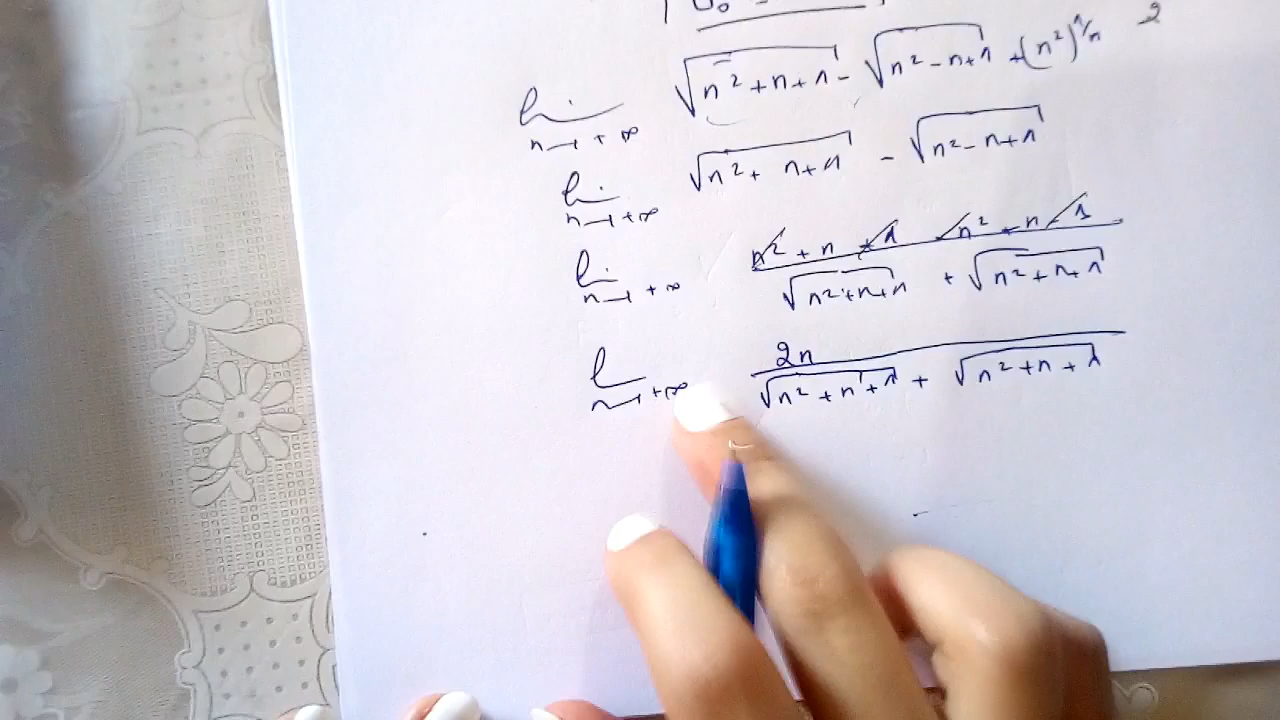 lim n→+∞ √(n² + n + 1) - √(n² - n + 1) + (n²)^(1/n) 2
lim n→+∞ √(n² + n + 1) - √(n² - n + 1)
lim n→+∞ (n² + n + 1 - n² + n - 1) / (√(n² + n + 1) + √(n² + n + 1))
l n→+∞ 2n / (√(n² + n + 1) + √(n² + n + 1))